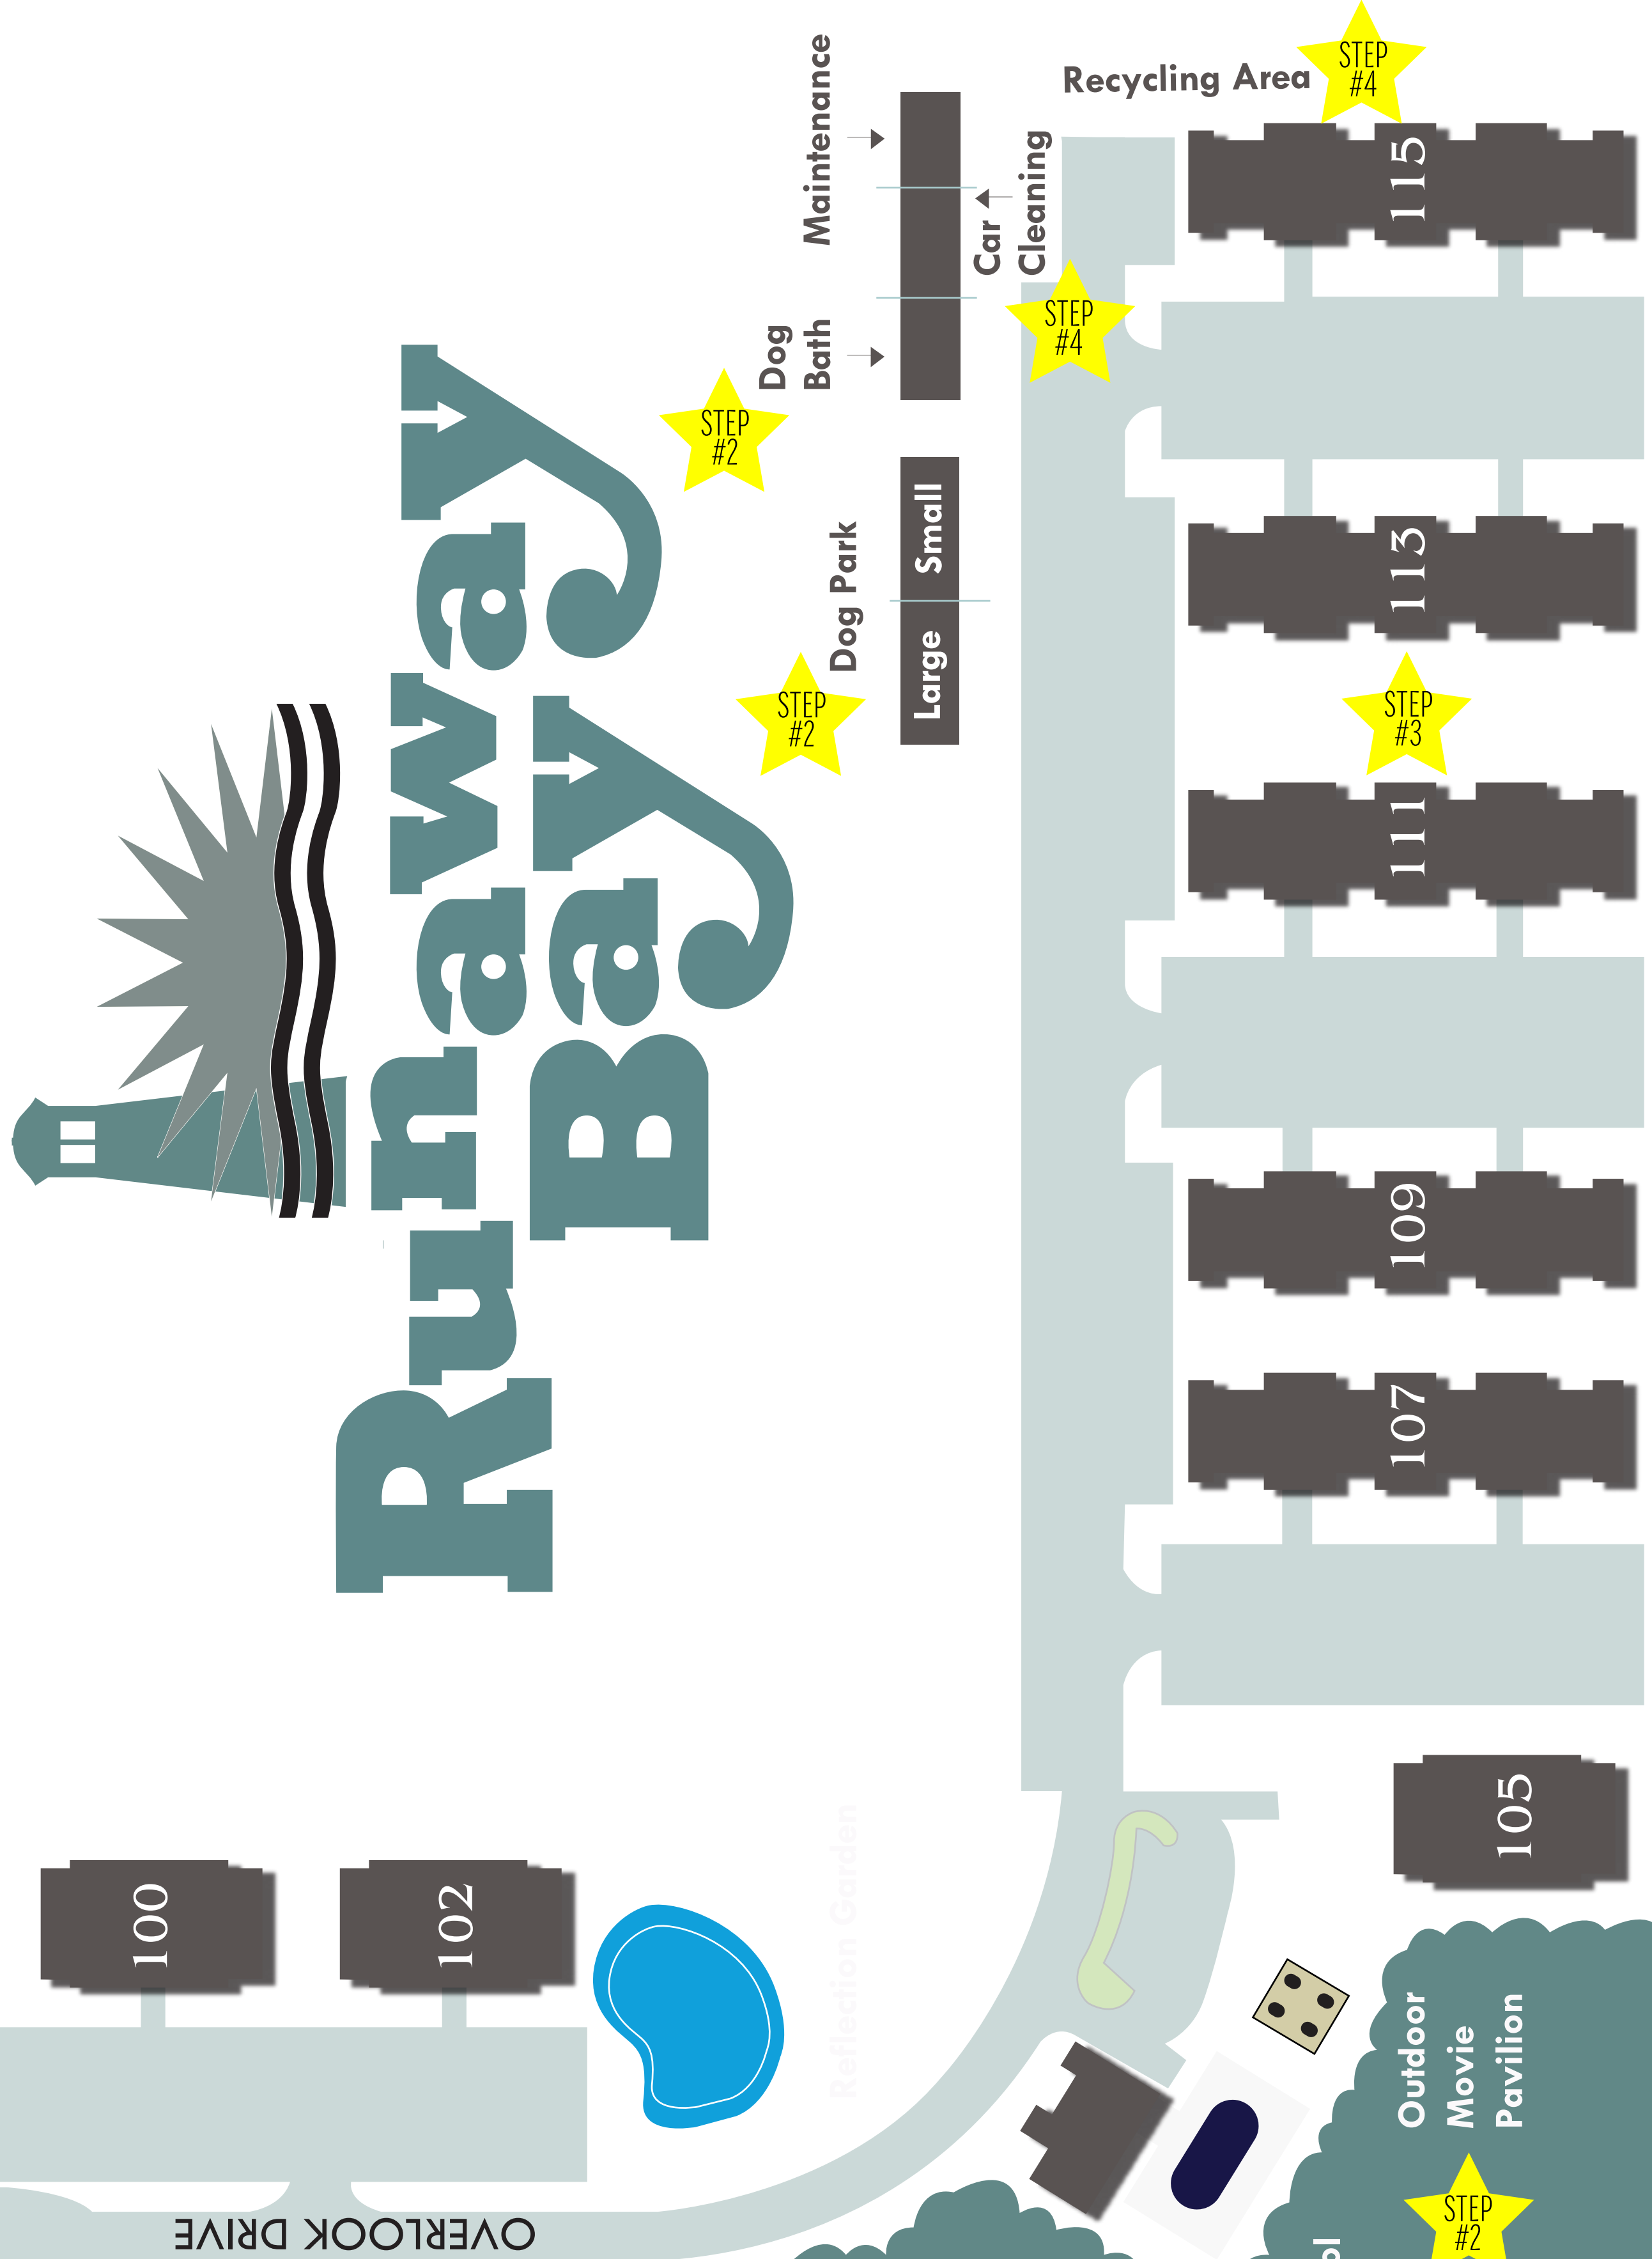 Recycling Area
STEP
#4
Maintenance
Car
Cleaning
Dog
Bath
STEP
#4
STEP
#2
Dog Park
Small
Large
STEP
#2
STEP
#3
Runaway
Bay
115
113
111
109
107
105
100
102
Reflection Garden
Outdoor
Movie
Pavilion
STEP
#2
OVERLOOK DRIVE